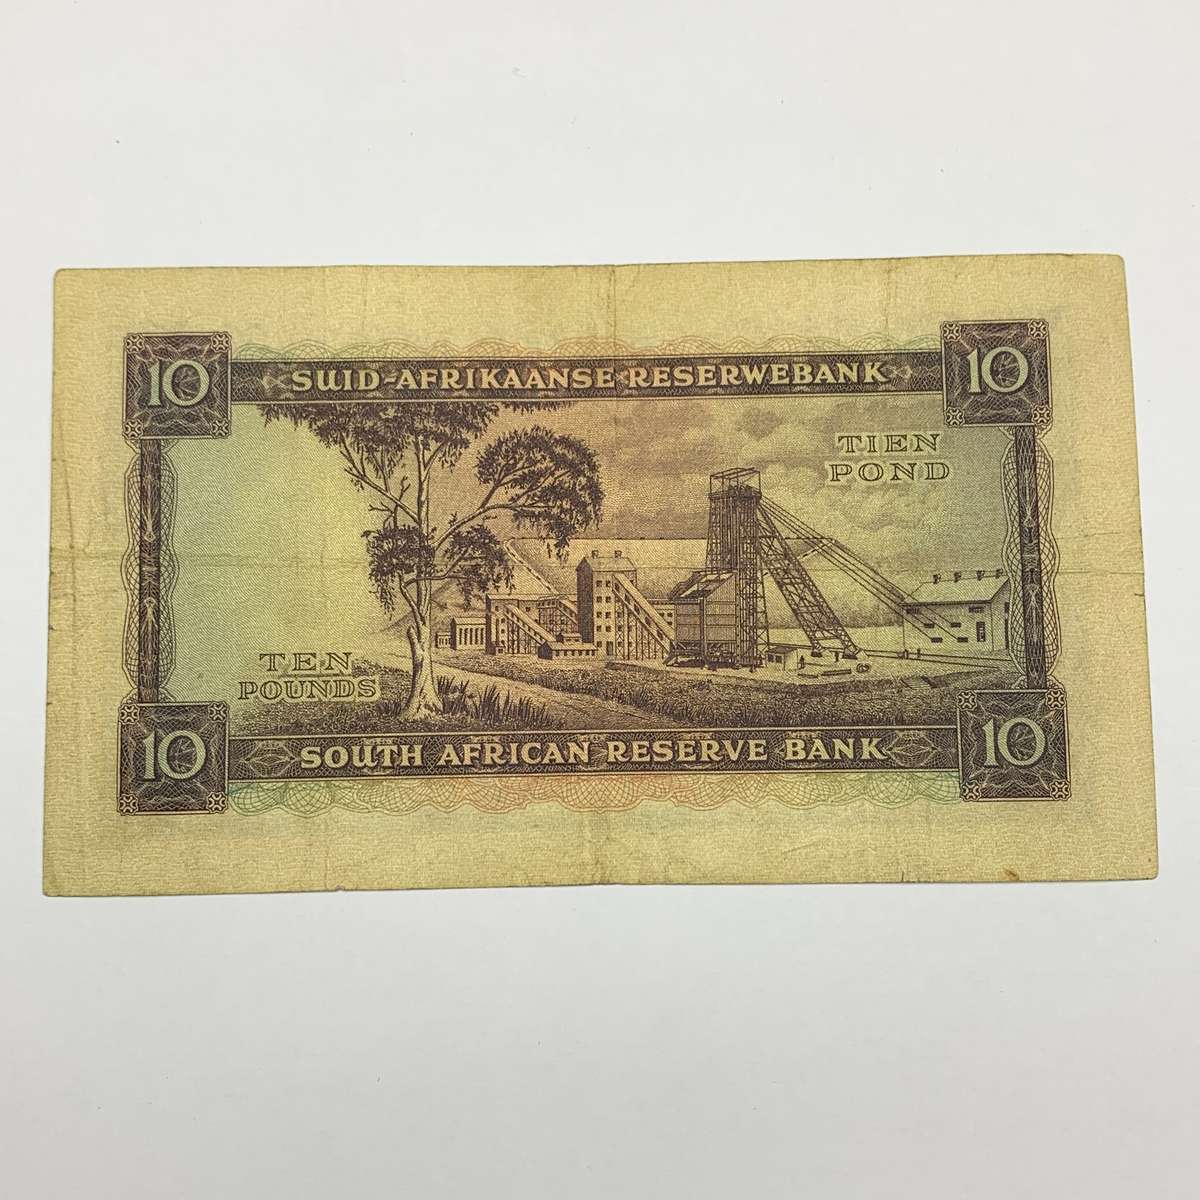 10 SUID-AFRIKAANSE RESERWEBANK 10
TIEN
POND
TEN
POUNDS
10 SOUTH AFRICAN RESERVE BANK 10